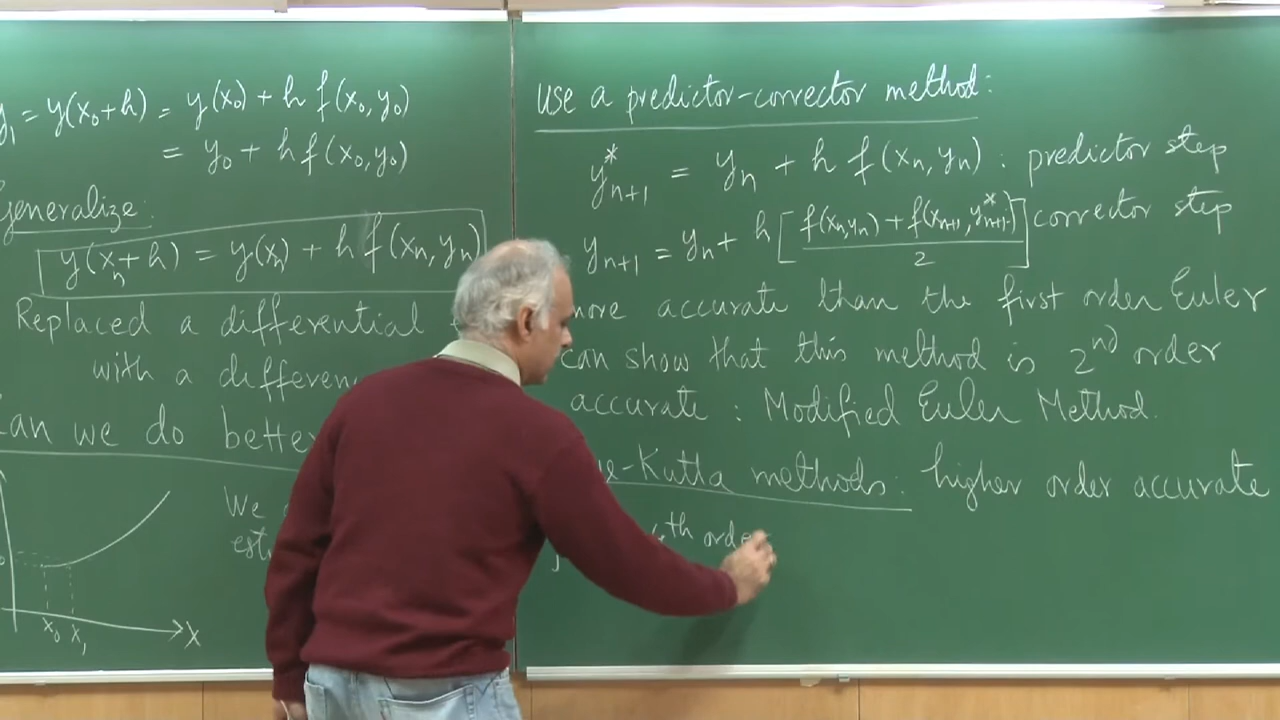 y₁ = y(x₀+h) = y(x₀) + h f(x₀, y₀)
= y₀ + h f(x₀, y₀)
Generalize:
y(xₙ + h) = y(xₙ) + h f(xₙ, yₙ)
Replaced a differential
with a differen
can we do bette
We
est
x₀ x₁ x
use a predictor-corrector method:
y*ₙ₊₁ = yₙ + h f(xₙ, yₙ) : predictor step
yₙ₊₁ = yₙ + h [ (f(xₙ,yₙ) + f(xₙ₊₁, y*ₙ₊₁)) / 2 ] corrector step
more accurate than the first order Euler
can show that this method is 2nd order
accurate : Modified Euler Method.
-Kutta methods: higher order accurate
th order